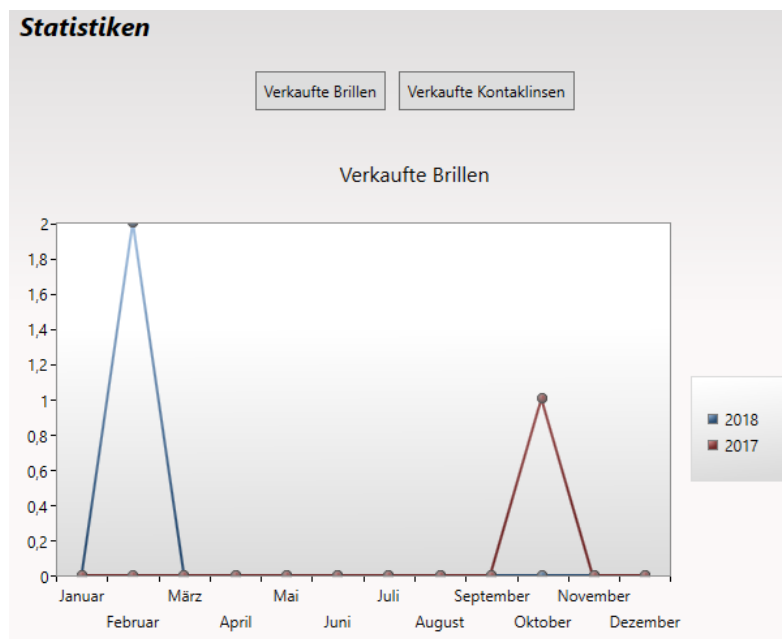 Statistiken
Verkaufte Brillen Verkaufte Kontaklinsen
Verkaufte Brillen
2
1,8
1,6
1,4
1,2
1
0,8
0,6
0,4
0,2
0
2018
2017
Januar März Mai Juli September November
Februar April Juni August Oktober Dezember